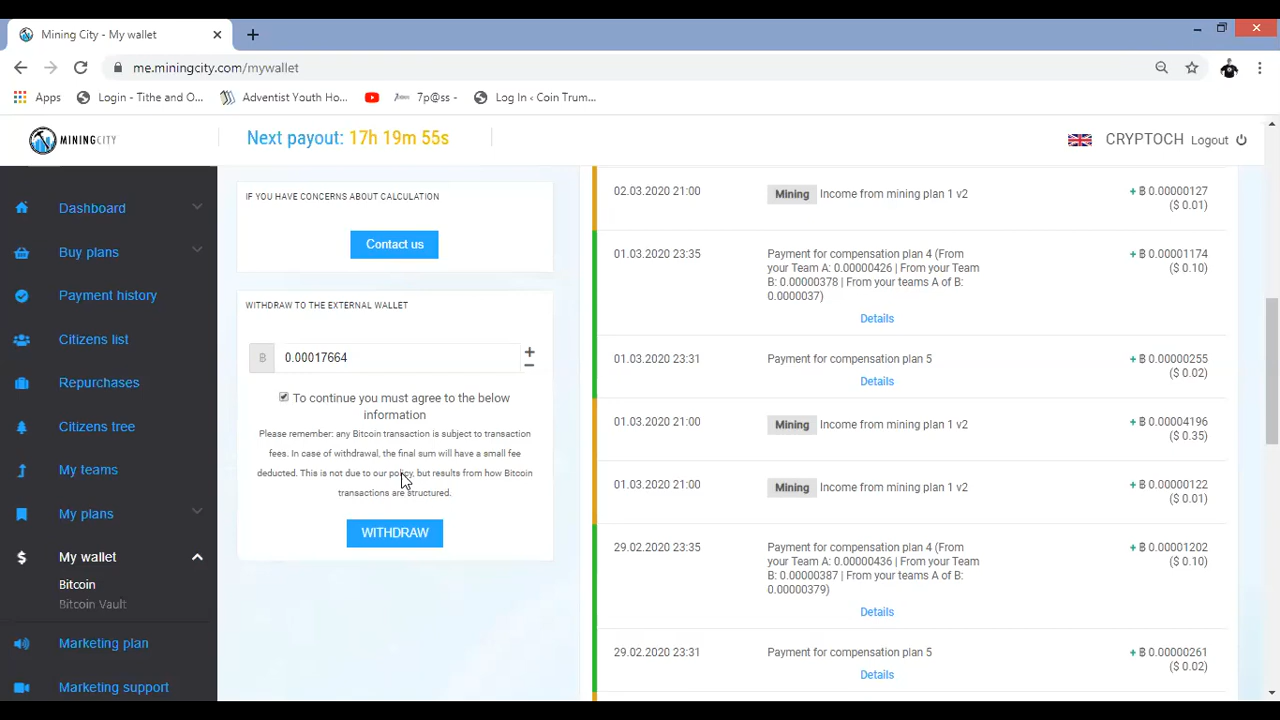 Mining City - My wallet
me.miningcity.com/mywallet
Apps
Login - Tithe and O...
Adventist Youth Ho...
7p@ss -
Log In ‹ Coin Trum...
MININGCITY
Next payout: 17h 19m 55s
CRYPTOCH
Logout
Dashboard
Buy plans
Payment history
Citizens list
Repurchases
Citizens tree
My teams
My plans
My wallet
Bitcoin
Bitcoin Vault
Marketing plan
Marketing support
IF YOU HAVE CONCERNS ABOUT CALCULATION
Contact us
WITHDRAW TO THE EXTERNAL WALLET
฿ 0.00017664
To continue you must agree to the below
information
Please remember: any Bitcoin transaction is subject to transaction
fees. In case of withdrawal, the final sum will have a small fee
deducted. This is not due to our policy, but results from how Bitcoin
transactions are structured.
WITHDRAW
02.03.2020 21:00 Mining Income from mining plan 1 v2 + ฿ 0.00000127
($ 0.01)
01.03.2020 23:35 Payment for compensation plan 4 (From + ฿ 0.00001174
your Team A: 0.00000426 | From your Team ($ 0.10)
B: 0.00000378 | From your teams A of B:
0.0000037)
Details
01.03.2020 23:31 Payment for compensation plan 5 + ฿ 0.00000255
($ 0.02)
Details
01.03.2020 21:00 Mining Income from mining plan 1 v2 + ฿ 0.00004196
($ 0.35)
01.03.2020 21:00 Mining Income from mining plan 1 v2 + ฿ 0.00000122
($ 0.01)
29.02.2020 23:35 Payment for compensation plan 4 (From + ฿ 0.00001202
your Team A: 0.00000436 | From your Team ($ 0.10)
B: 0.00000387 | From your teams A of B:
0.00000379)
Details
29.02.2020 23:31 Payment for compensation plan 5 + ฿ 0.00000261
($ 0.02)
Details